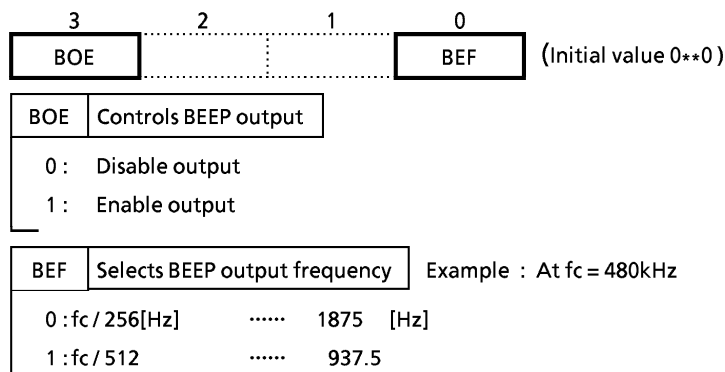 3 2 1 0
BOE BEF (Initial value 0**0)
BOE Controls BEEP output
0 : Disable output
1 : Enable output
BEF Selects BEEP output frequency Example : At fc = 480kHz
0 : fc / 256[Hz] ······ 1875 [Hz]
1 : fc / 512 ······ 937.5